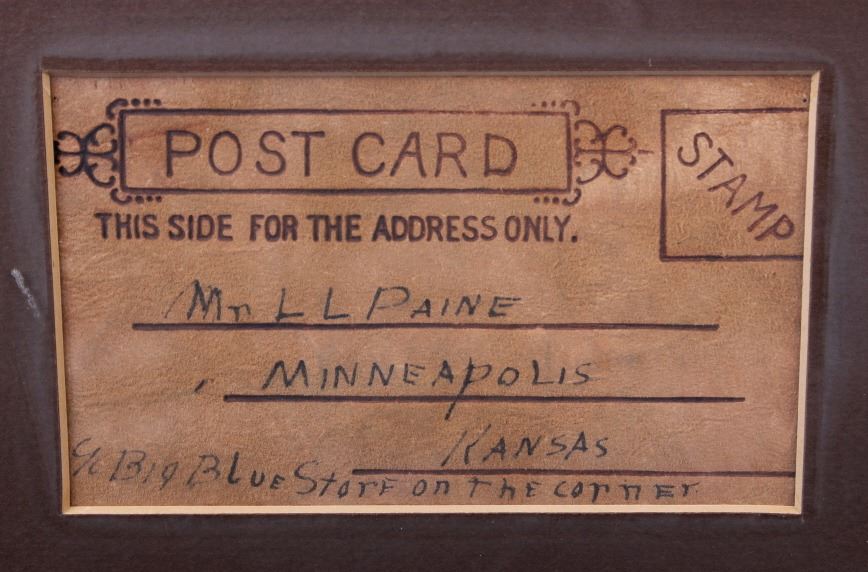 POST CARD
STAMP
THIS SIDE FOR THE ADDRESS ONLY.
Mr L L PAINE
MINNEAPOLIS
KANSAS
c/o Big BLUE Store on The corner